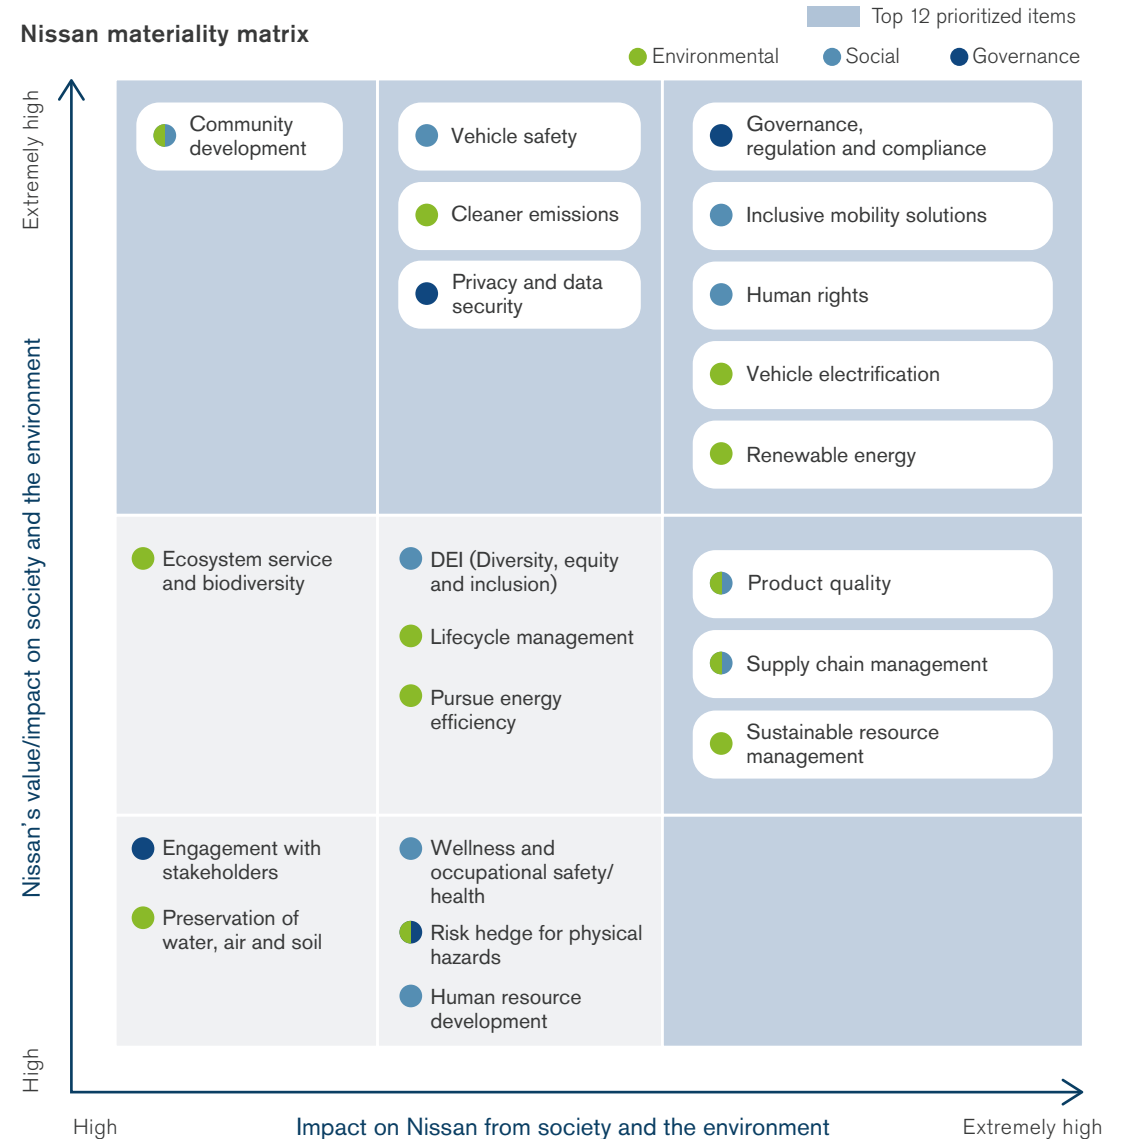 Nissan materiality matrix
Top 12 prioritized items
Environmental
Social
Governance
Extremely high
Nissan's value/impact on society and the environment
High
Community
development
Vehicle safety
Cleaner emissions
Privacy and data
security
Governance,
regulation and compliance
Inclusive mobility solutions
Human rights
Vehicle electrification
Renewable energy
Ecosystem service
and biodiversity
DEI (Diversity, equity
and inclusion)
Lifecycle management
Pursue energy
efficiency
Product quality
Supply chain management
Sustainable resource
management
Engagement with
stakeholders
Preservation of
water, air and soil
Wellness and
occupational safety/
health
Risk hedge for physical
hazards
Human resource
development
High
Impact on Nissan from society and the environment
Extremely high